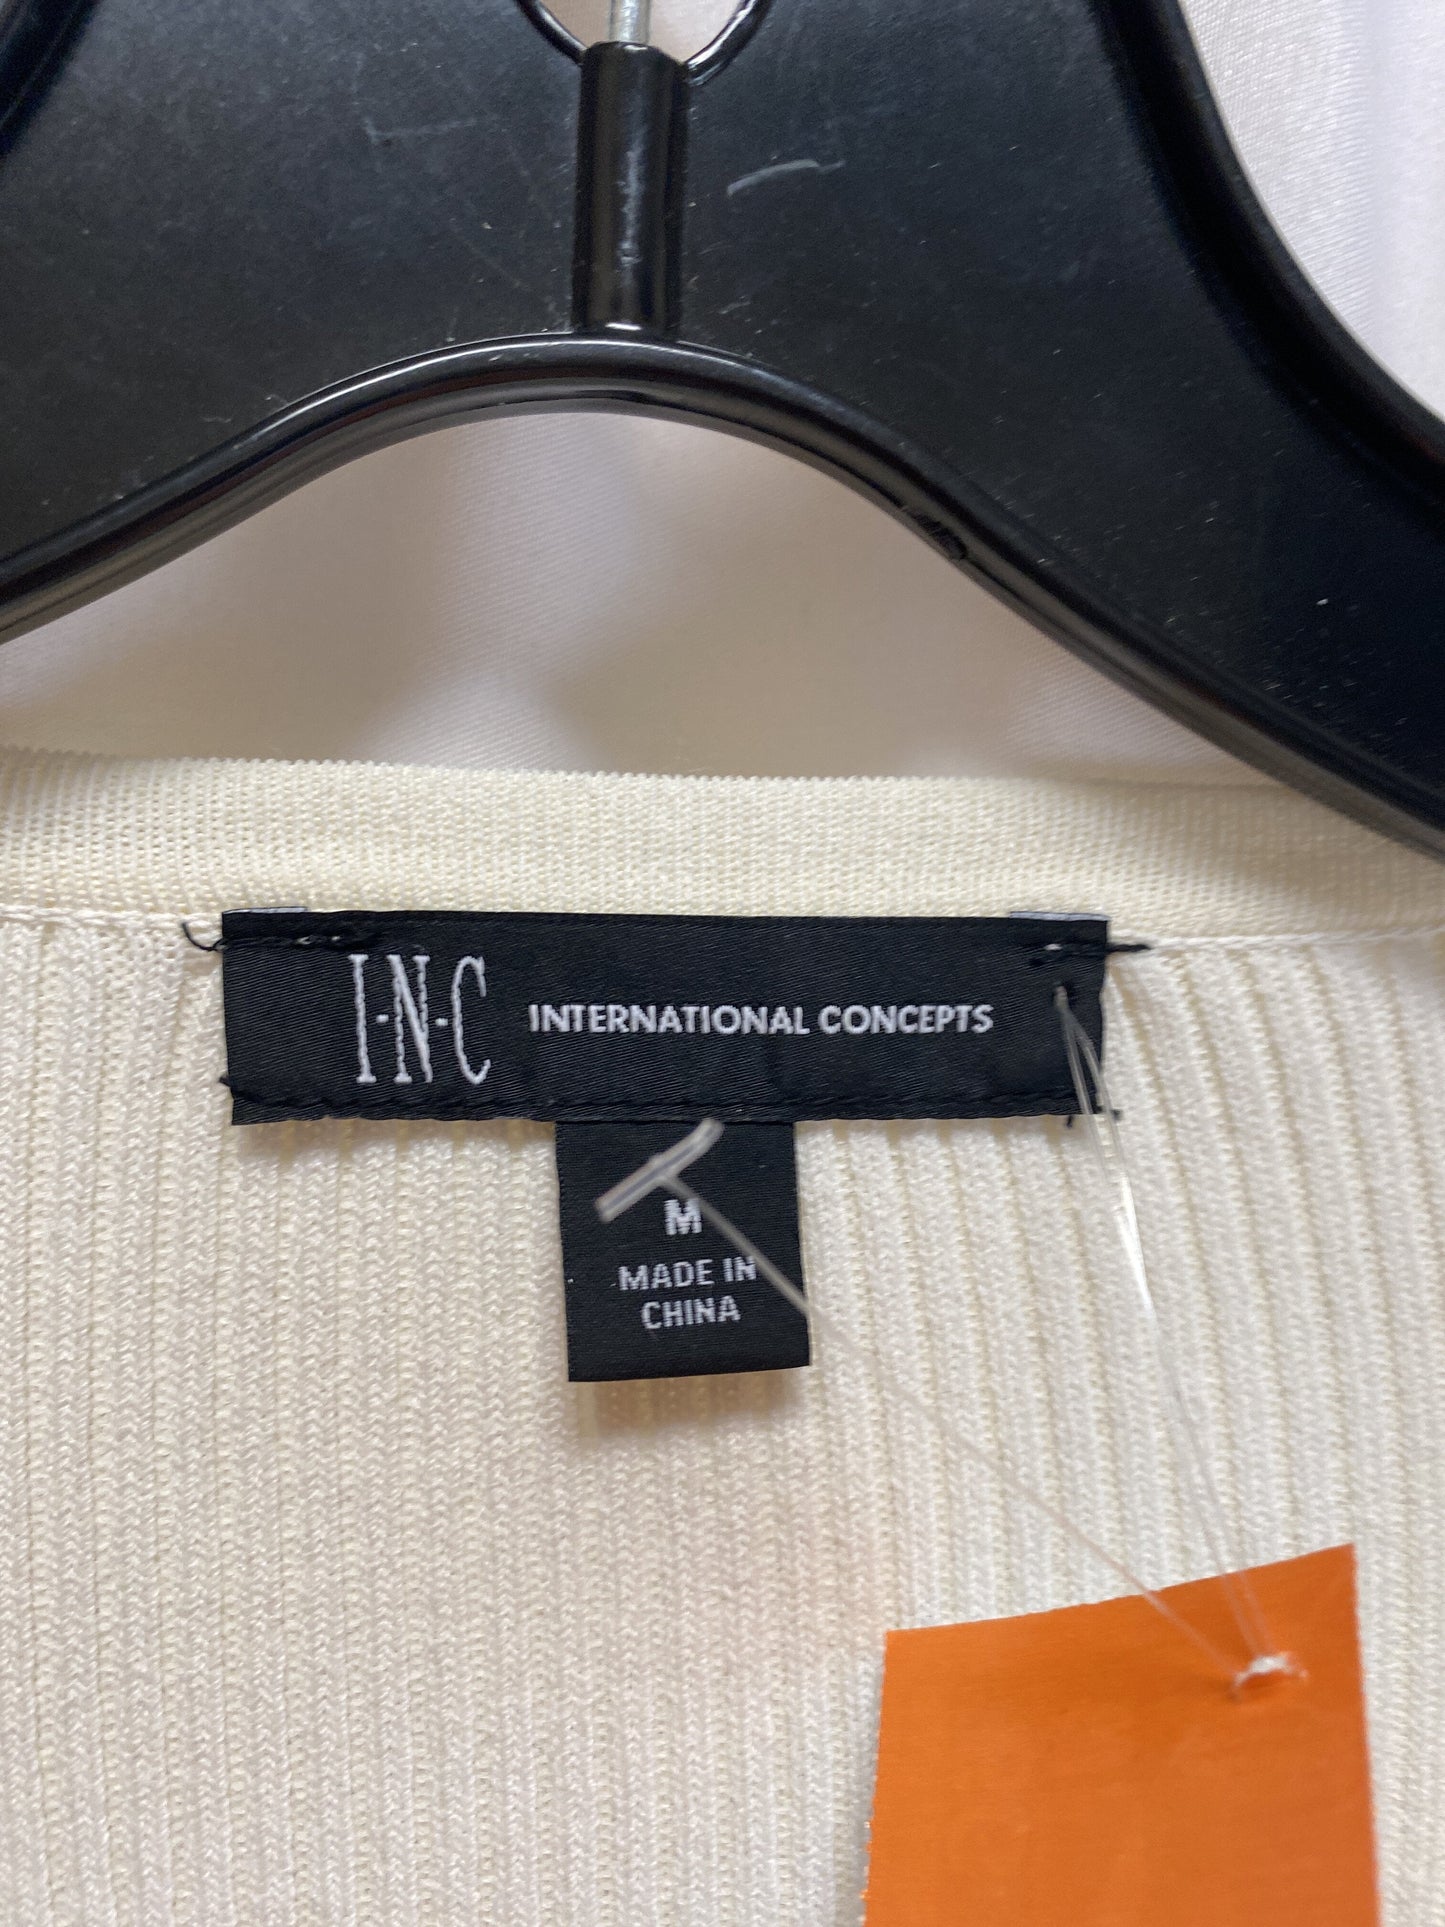 I-N-C INTERNATIONAL CONCEPTS
M
MADE IN
CHINA